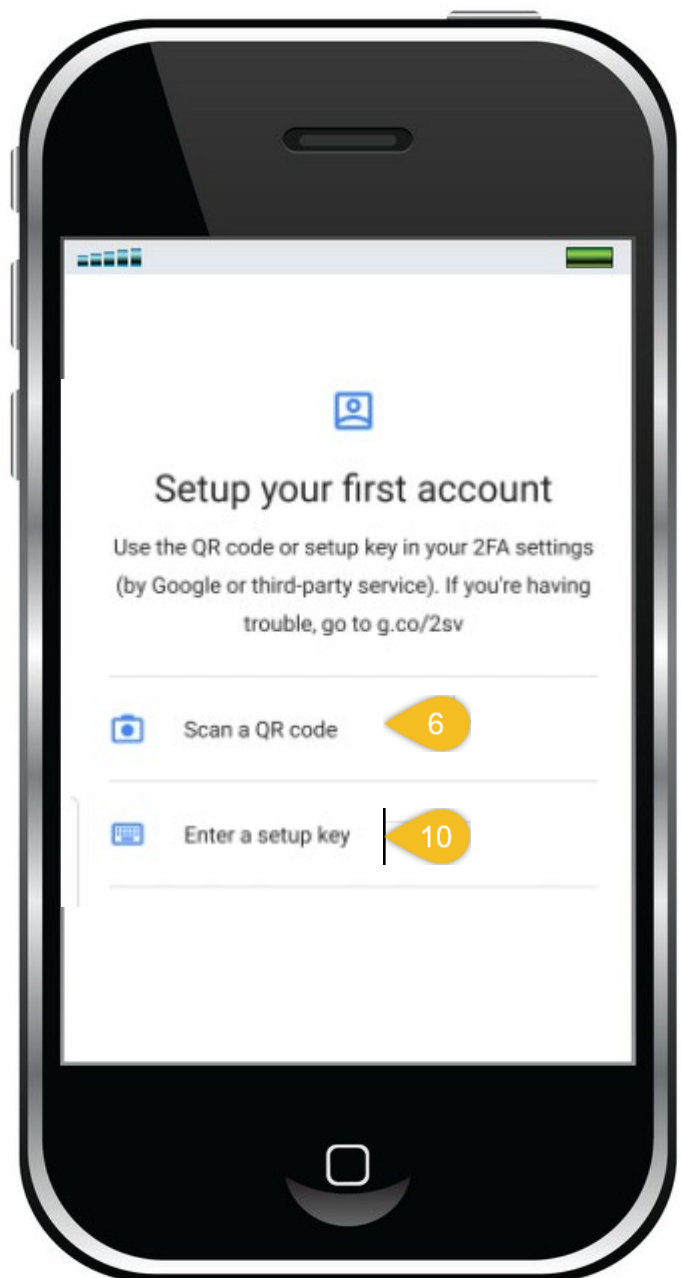 Setup your first account
Use the QR code or setup key in your 2FA settings
(by Google or third-party service). If you're having
trouble, go to g.co/2sv
Scan a QR code 6
Enter a setup key 10